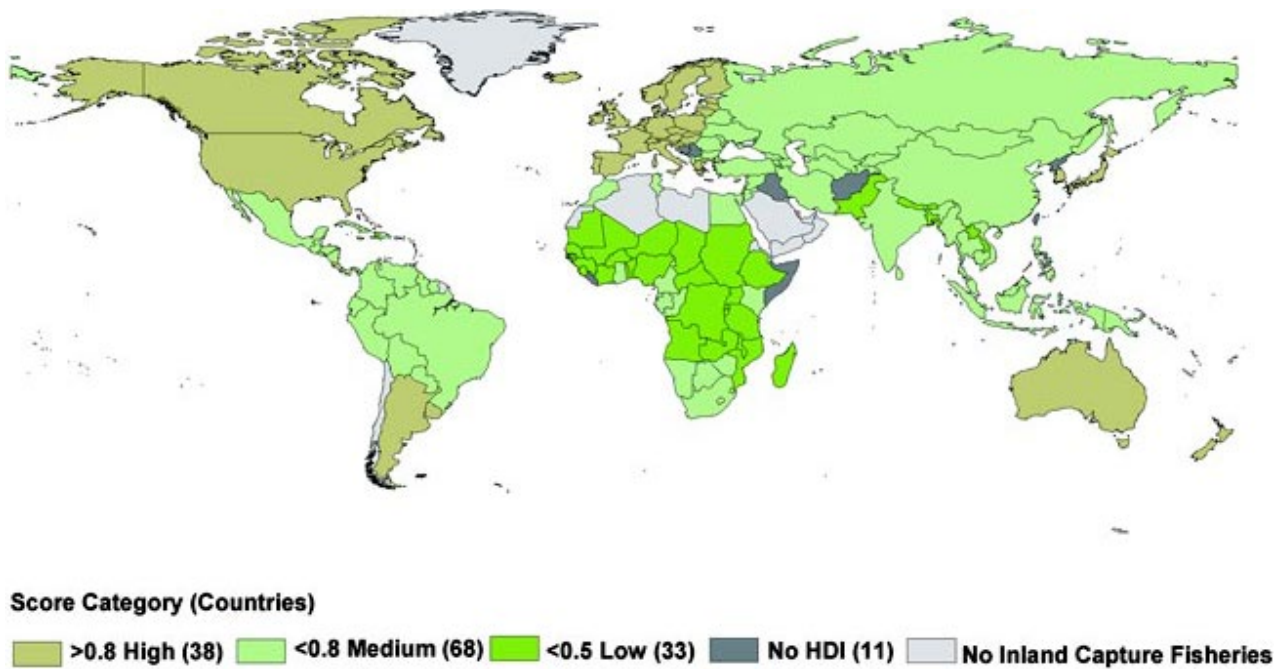 Score Category (Countries)
>0.8 High (38) <0.8 Medium (68) <0.5 Low (33) No HDI (11) No Inland Capture Fisheries